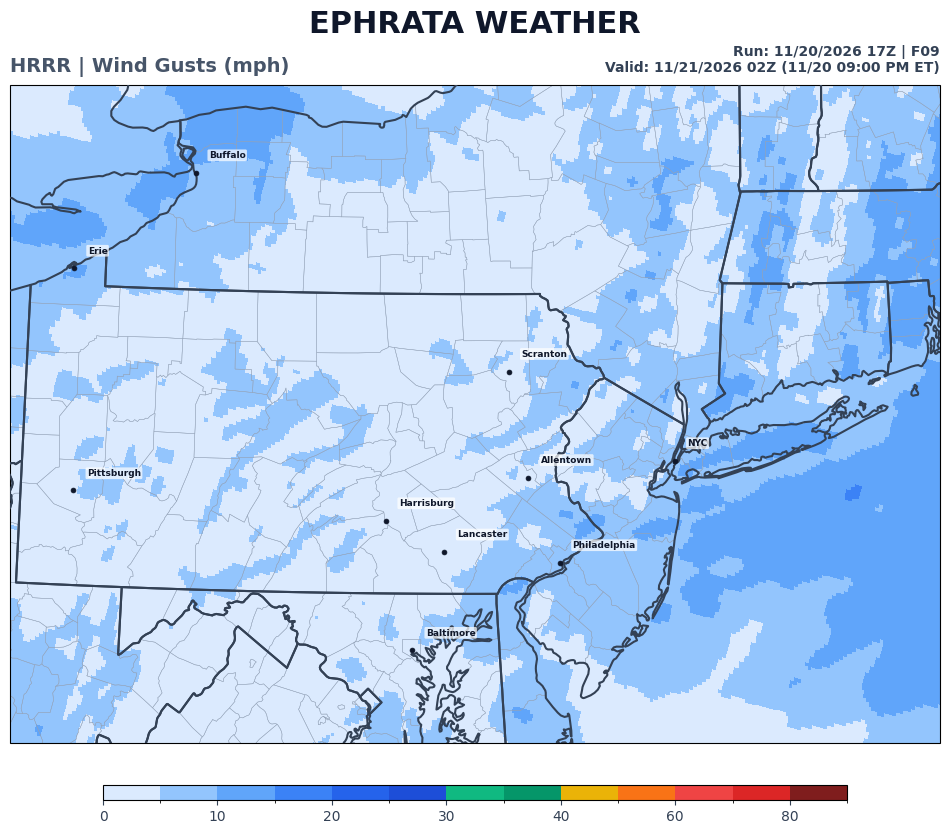 EPHRATA WEATHER
HRRR | Wind Gusts (mph)
Run: 11/20/2026 17Z | F09
Valid: 11/21/2026 02Z (11/20 09:00 PM ET)
Buffalo
Erie
Scranton
NYC
Allentown
Pittsburgh
Harrisburg
Lancaster
Philadelphia
Baltimore
0 10 20 30 40 50 60 70 80